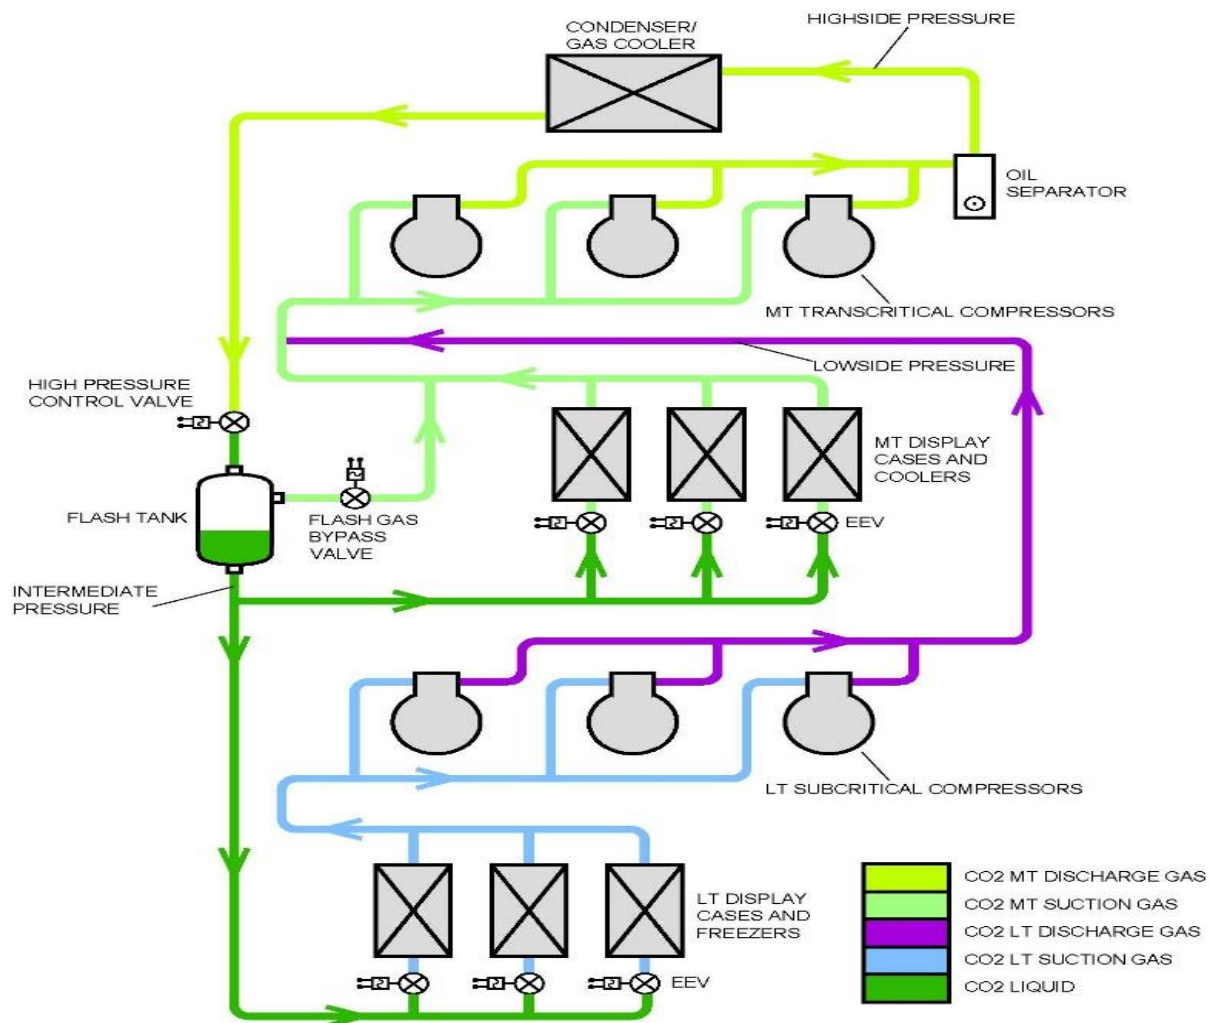 CONDENSER/
GAS COOLER
HIGHSIDE PRESSURE
OIL
SEPARATOR
MT TRANSCRITICAL COMPRESSORS
LOWSIDE PRESSURE
HIGH PRESSURE
CONTROL VALVE
MT DISPLAY
CASES AND
COOLERS
FLASH TANK
FLASH GAS
BYPASS
VALVE
EEV
INTERMEDIATE
PRESSURE
LT SUBCRITICAL COMPRESSORS
LT DISPLAY
CASES AND
FREEZERS
EEV
CO2 MT DISCHARGE GAS
CO2 MT SUCTION GAS
CO2 LT DISCHARGE GAS
CO2 LT SUCTION GAS
CO2 LIQUID